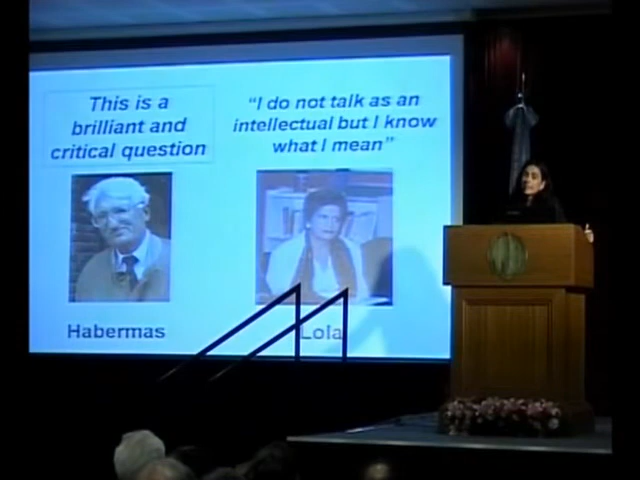 This is a
brilliant and
critical question
"I do not talk as an
intellectual but I know
what I mean"
Habermas
Lola